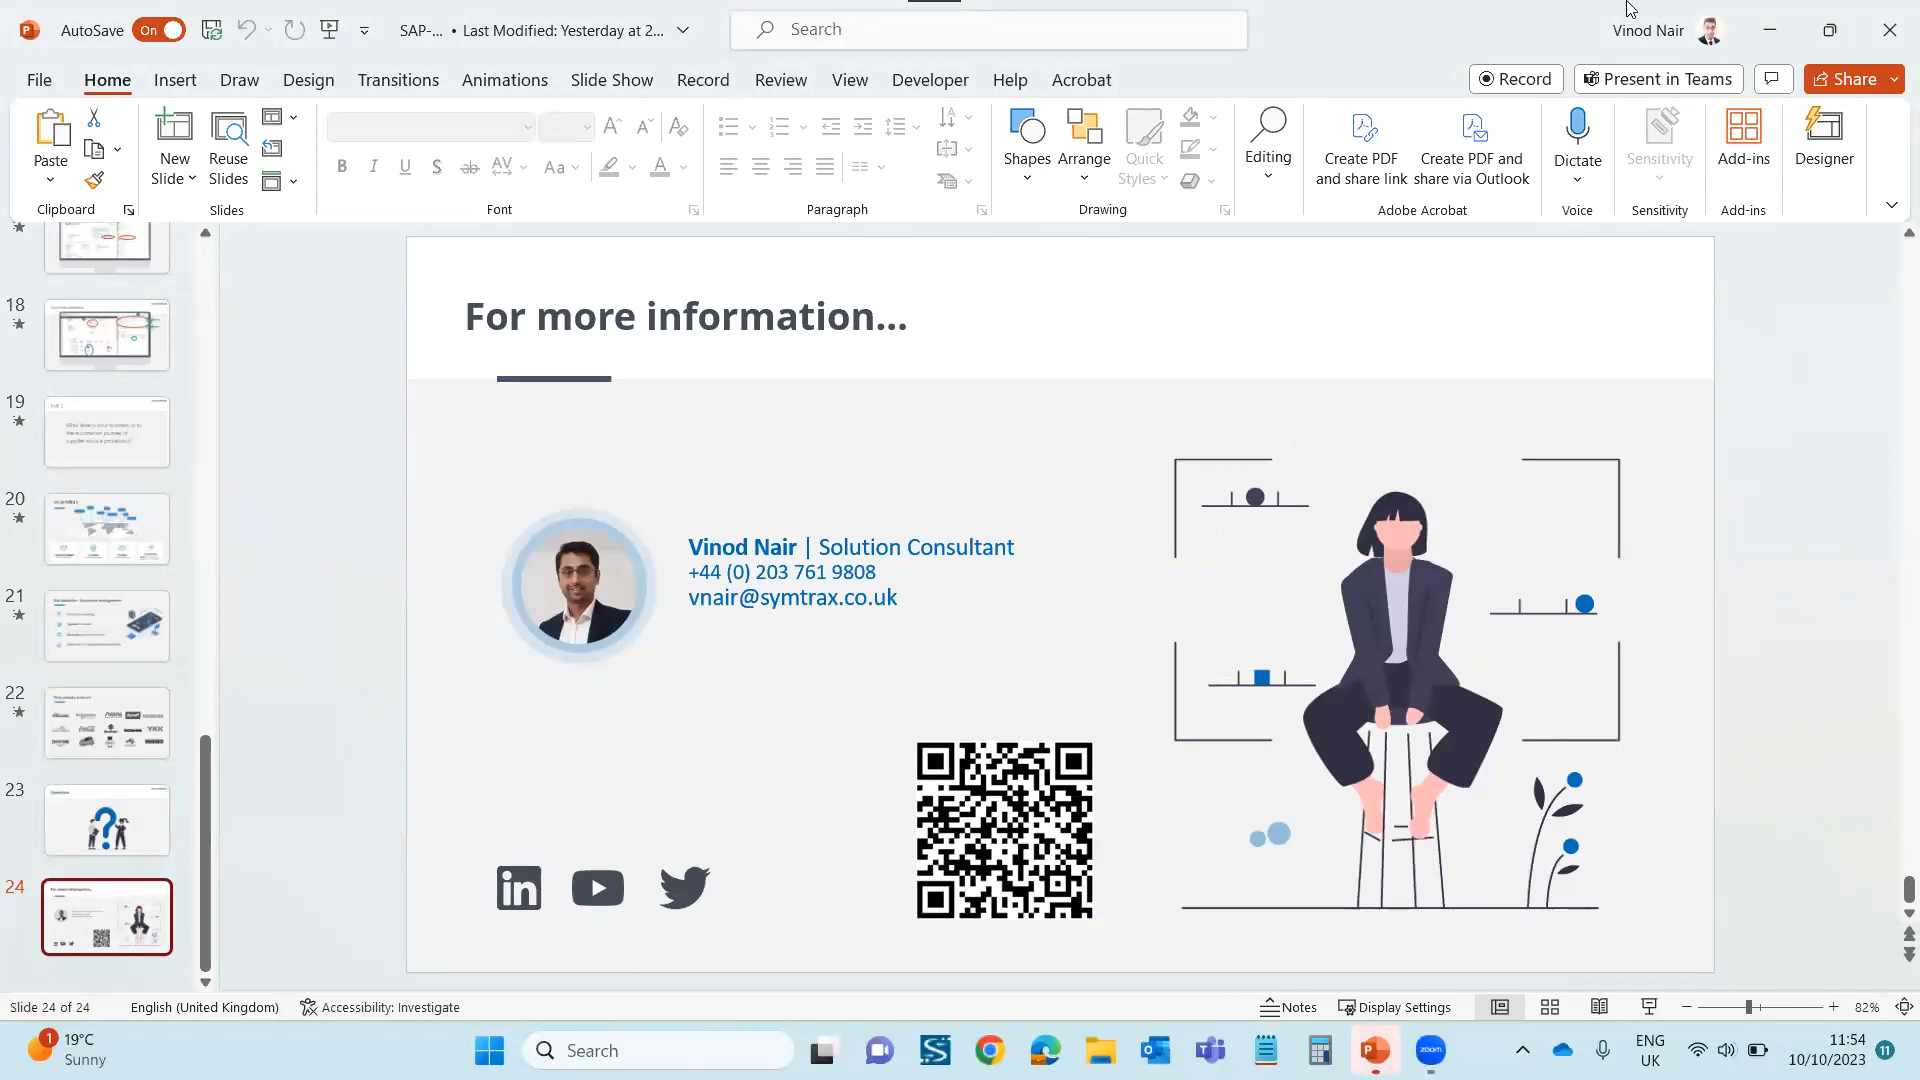 AutoSave
On
SAP-... • Last Modified: Yesterday at 2...
Search
Vinod Nair
File
Home
Insert
Draw
Design
Transitions
Animations
Slide Show
Record
Review
View
Developer
Help
Acrobat
Record
Present in Teams
Share
Paste
Clipboard
New
Slide
Reuse
Slides
Slides
Font
Paragraph
Shapes
Arrange
Quick
Styles
Drawing
Editing
Create PDF
and share link
Create PDF and
share via Outlook
Adobe Acrobat
Dictate
Voice
Sensitivity
Sensitivity
Add-ins
Add-ins
Designer
18
19
20
21
22
23
24
For more information...
Vinod Nair | Solution Consultant
+44 (0) 203 761 9808
vnair@symtrax.co.uk
in
Slide 24 of 24
English (United Kingdom)
Accessibility: Investigate
Notes
Display Settings
82%
1
19°C
Sunny
Search
zoom
ENG
UK
11:54
10/10/2023
11